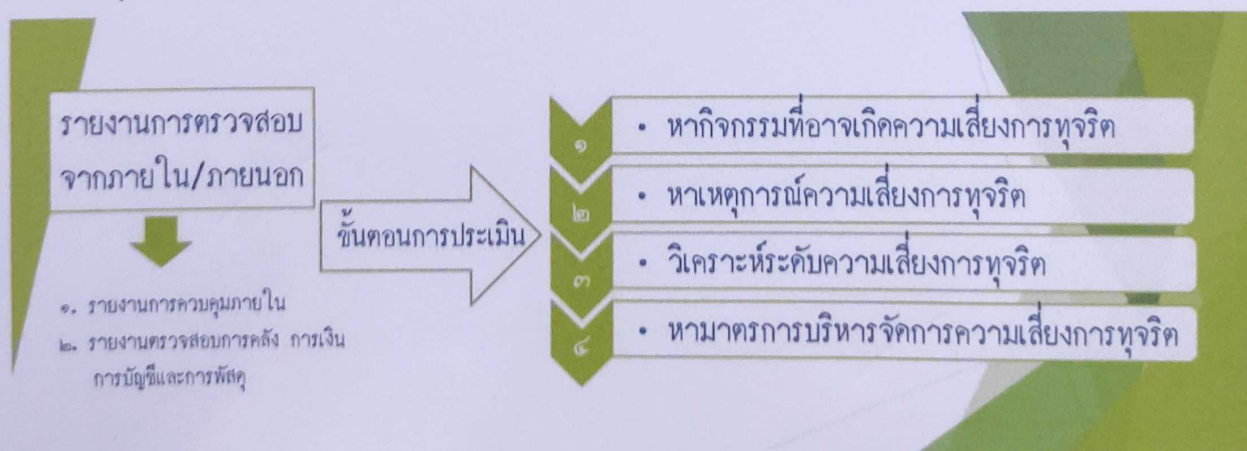 รายงานการตรวจสอบ
จากภายใน/ภายนอก
๑. รายงานการควบคุมภายใน
๒. รายงานตรวจสอบการคลัง การเงิน
การบัญชีและการพัสดุ
ขั้นตอนการประเมิน
๑ • หากิจกรรมที่อาจเกิดความเสี่ยงการทุจริต
๒ • หาเหตุการณ์ความเสี่ยงการทุจริต
๓ • วิเคราะห์ระดับความเสี่ยงการทุจริต
๔ • หามาตรการบริหารจัดการความเสี่ยงการทุจริต